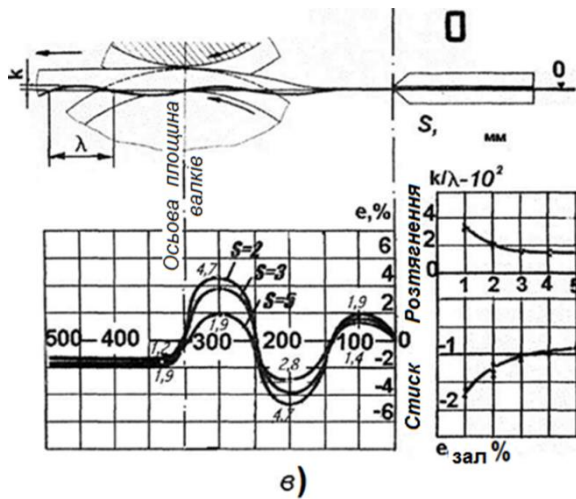 k
0
S, мм
λ
Осьова площина
валків
e,%
k/λ-10²
6
4
2
0
-2
-4
-6
500 400 300 200 100 0
4,7
S=2
S=3
S=5
1,9
1,9
1,2
1,9
2,8
1,4
4,7
Розтягнення
4
2
0
1 2 3 4 5
Стиск
-1
-2
e зал %
в)